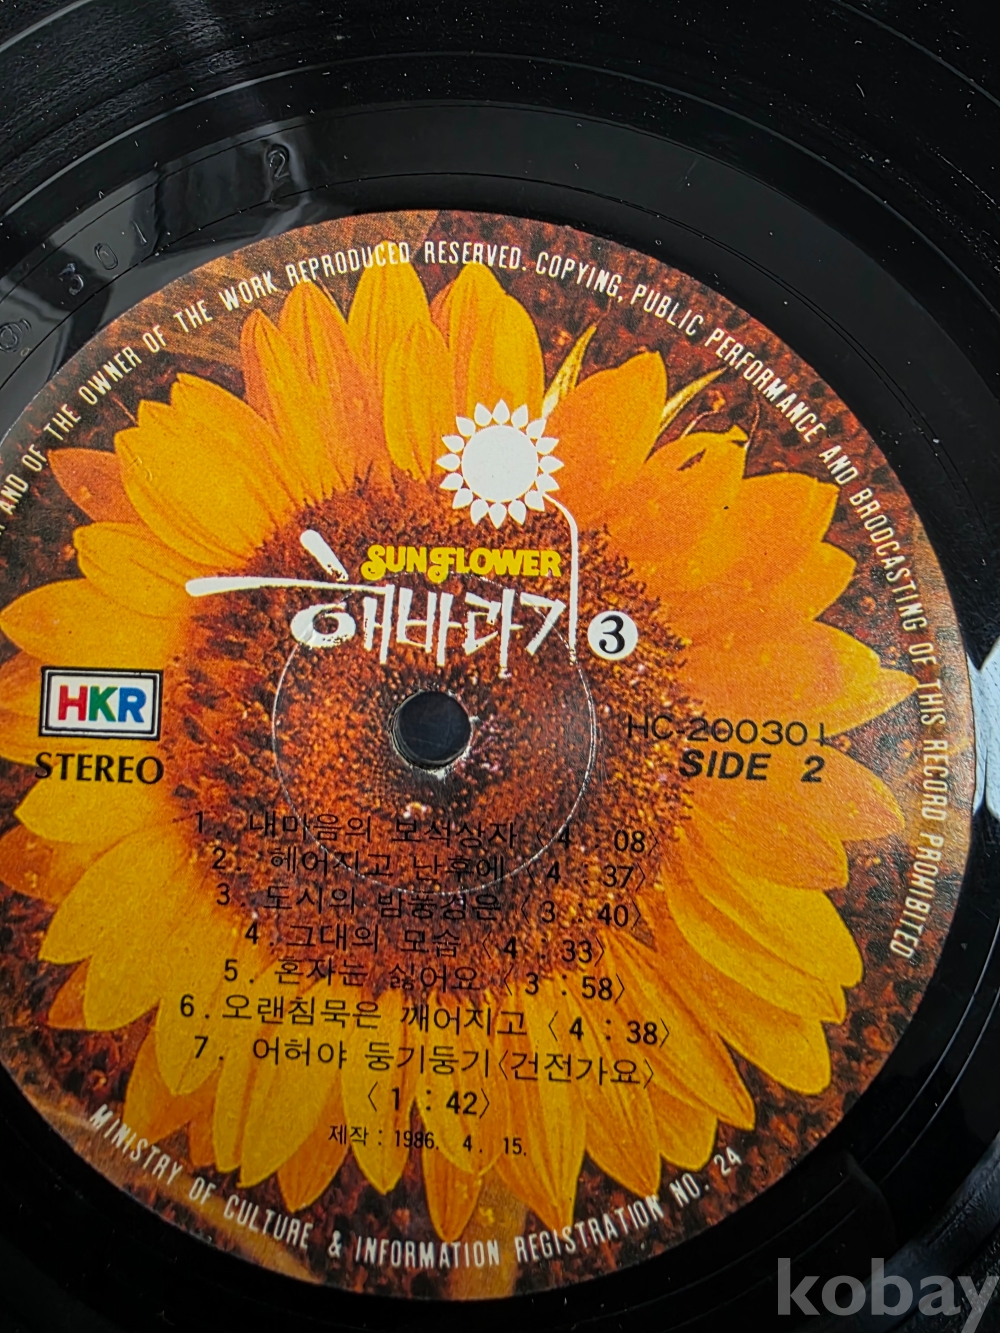 2
1
0
3
AND OF THE OWNER OF THE WORK REPRODUCED RESERVED. COPYING, PUBLIC PERFORMANCE AND BRODCASTING OF THIS RECORD PROHIBITED
SUNFLOWER
해바라기 3
HKR
STEREO
HC-200301
SIDE 2
1. 내마음의 보석상자 〈4 : 08〉
2. 헤어지고 난후에 〈4 : 37〉
3. 도시의 밤풍경은 〈3 : 40〉
4. 그대의 모습 〈4 : 33〉
5. 혼자는 싫어요 〈3 : 58〉
6. 오랜침묵은 깨어지고 〈4 : 38〉
7. 어허야 둥기둥기〈건전가요〉
〈1 : 42〉
제작 : 1986. 4. 15.
MINISTRY OF CULTURE & INFORMATION REGISTRATION NO. 24
kobay